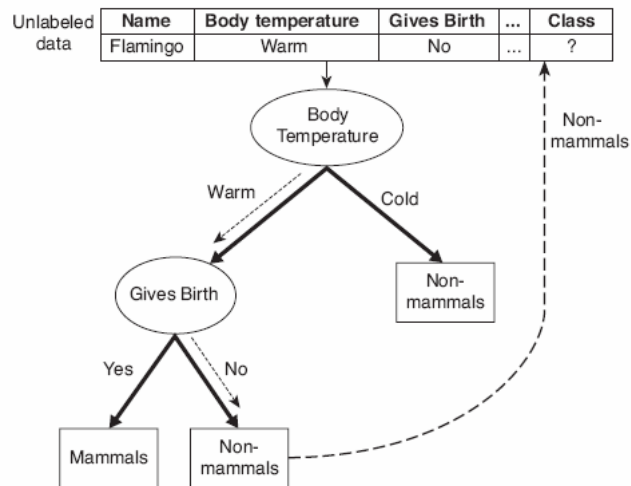 Unlabeled
data
Name Body temperature Gives Birth ... Class
Flamingo Warm No ... ?
Body
Temperature
Non-
mammals
Warm
Cold
Gives Birth
Non-
mammals
Yes
No
Mammals
Non-
mammals